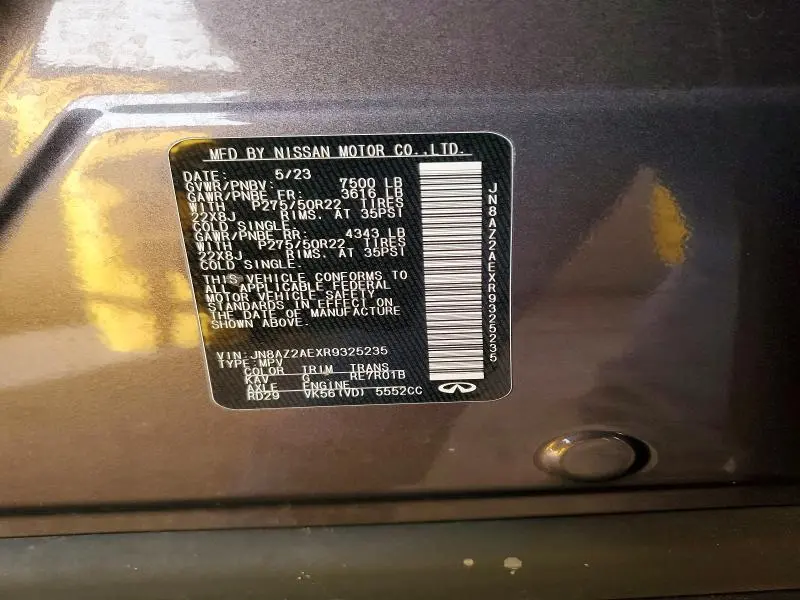 MFD BY NISSAN MOTOR CO.,LTD.
DATE: 5/23
GVWR/PNBV: 7500 LB
GAWR/PNBE FR: 3616 LB
WITH P275/50R22 TIRES
22X8J RIMS. AT 35PSI
COLD SINGLE
GAWR/PNBE RR: 4343 LB
WITH P275/50R22 TIRES
22X8J RIMS. AT 35PSI
COLD SINGLE
THIS VEHICLE CONFORMS TO
ALL APPLICABLE FEDERAL
MOTOR VEHICLE SAFETY
STANDARDS IN EFFECT ON
THE DATE OF MANUFACTURE
SHOWN ABOVE.
VIN: JN8AZ2AEXR9325235
TYPE: MPV
COLOR TRIM TRANS
KAV G RE7R01B
AXLE ENGINE
RD29 VK56(VD) 5552CC
JN8AZ2AEXR9325235